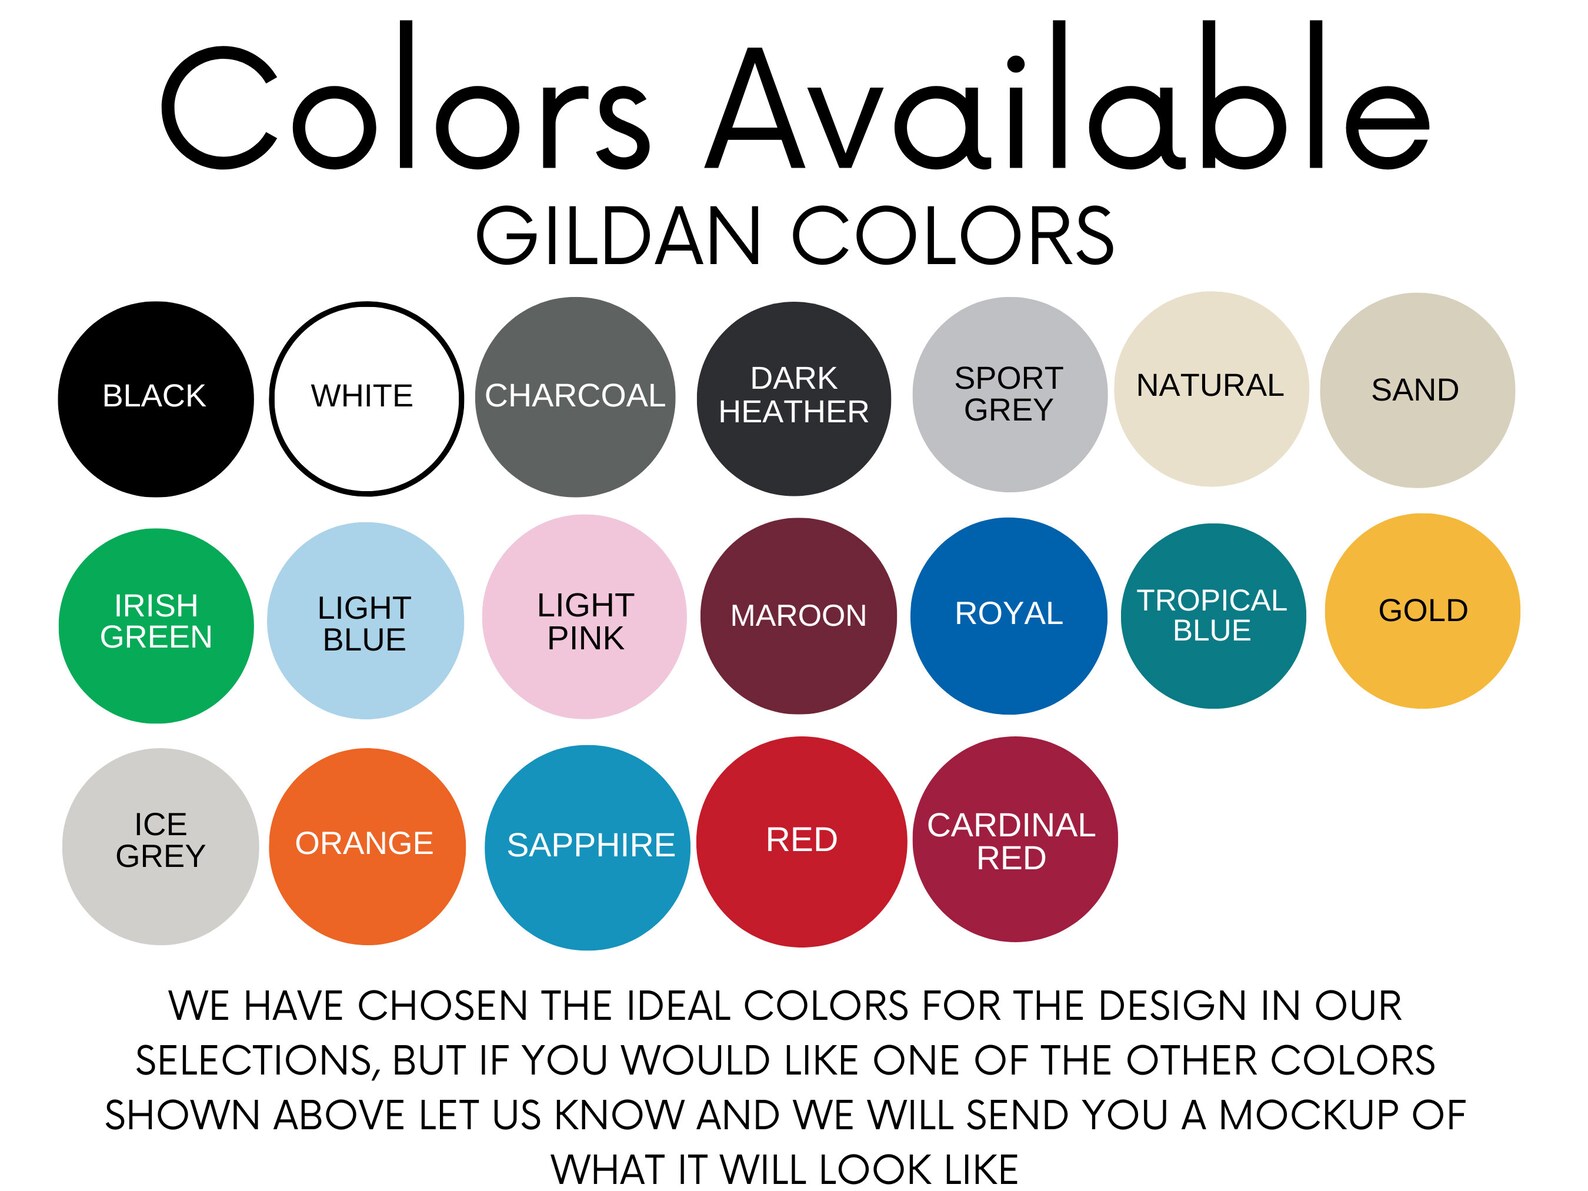 Colors Available
GILDAN COLORS
BLACK
WHITE
CHARCOAL
DARK
HEATHER
SPORT
GREY
NATURAL
SAND
IRISH
GREEN
LIGHT
BLUE
LIGHT
PINK
MAROON
ROYAL
TROPICAL
BLUE
GOLD
ICE
GREY
ORANGE
SAPPHIRE
RED
CARDINAL
RED
WE HAVE CHOSEN THE IDEAL COLORS FOR THE DESIGN IN OUR
SELECTIONS, BUT IF YOU WOULD LIKE ONE OF THE OTHER COLORS
SHOWN ABOVE LET US KNOW AND WE WILL SEND YOU A MOCKUP OF
WHAT IT WILL LOOK LIKE